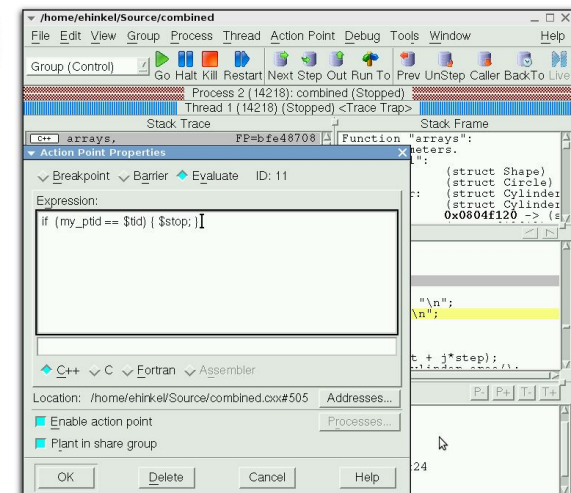 /home/ehinkel/Source/combined
File Edit View Group Process Thread Action Point Debug Tools Window Help
Group (Control)
Go Halt Kill Restart Next Step Out Run To Prev UnStep Caller BackTo Live
Process 2 (14218): combined (Stopped)
Thread 1 (14218) (Stopped) <Trace Trap>
Stack Trace
Stack Frame
C++ arrays, FP=bfe48708
Function "arrays":
Action Point Properties
Breakpoint Barrier Evaluate ID: 11
(struct Shape)
(struct Circle)
(struct Cylinder
(struct Cylinder
0x0804f120 -> (s
Expression:
if (my_ptid == $tid) { $stop; }
"\n";
\n";
t + j*step);
C++ C Fortran Assembler
Location: /home/ehinkel/Source/combined.cxx#505 Addresses...
P- P+ T- T+
Enable action point Processes...
Plant in share group
:24
OK Delete Cancel Help